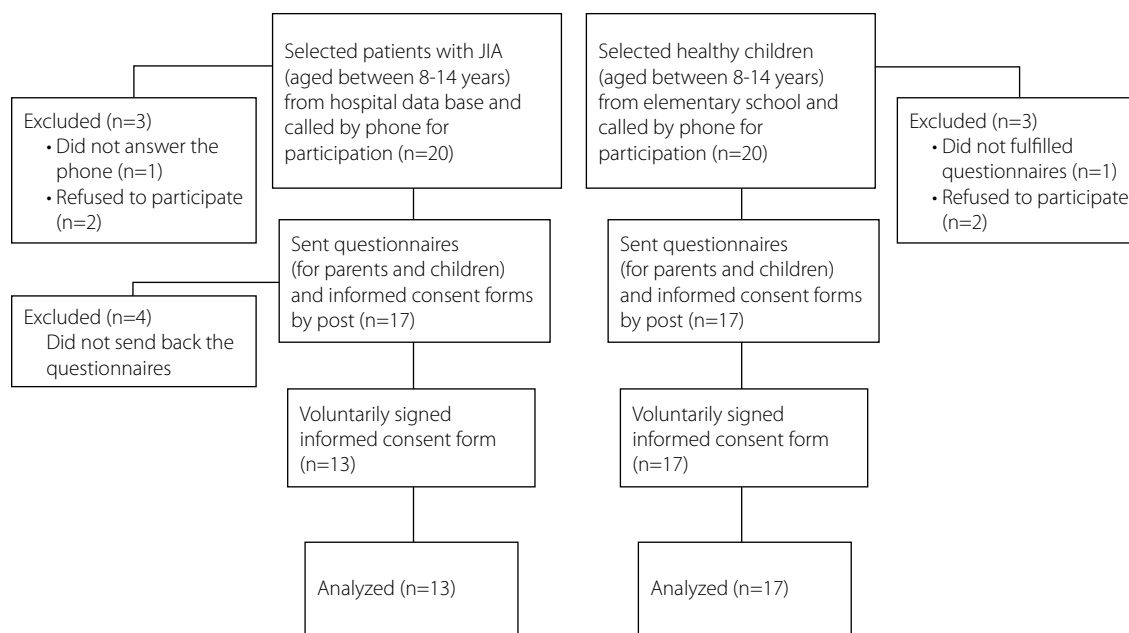 Selected patients with JIA
(aged between 8-14 years)
from hospital data base and
called by phone for
participation (n=20)
Selected healthy children
(aged between 8-14 years)
from elementary school and
called by phone for
participation (n=20)
Excluded (n=3)
• Did not answer the
phone (n=1)
• Refused to participate
(n=2)
Excluded (n=3)
• Did not fulfilled
questionnaires (n=1)
• Refused to participate
(n=2)
Sent questionnaires
(for parents and children)
and informed consent forms
by post (n=17)
Sent questionnaires
(for parents and children)
and informed consent forms
by post (n=17)
Excluded (n=4)
Did not send back the
questionnaires
Voluntarily signed
informed consent form
(n=13)
Voluntarily signed
informed consent form
(n=17)
Analyzed (n=13)
Analyzed (n=17)